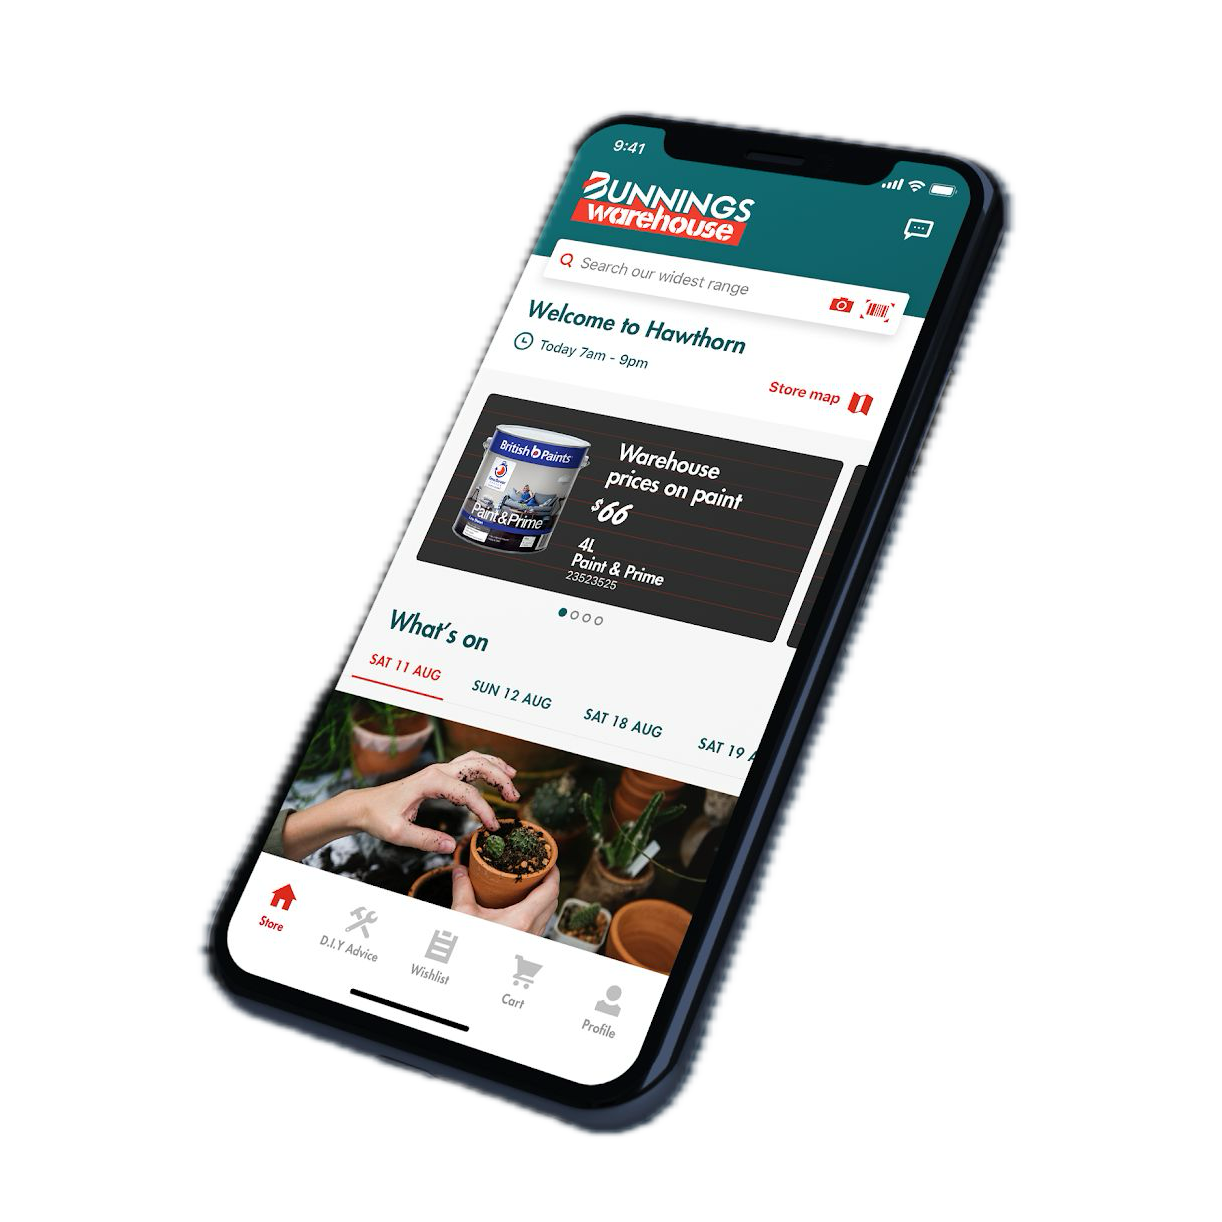 9:41
BUNNINGS
warehouse
Search our widest range
Welcome to Hawthorn
Today 7am - 9pm
Store map
British Paints
Paint & Prime
Warehouse
prices on paint
$66
4L
Paint & Prime
23523525
What's on
SAT 11 AUG
SUN 12 AUG
SAT 18 AUG
SAT 19 A
Store
D.I.Y Advice
Wishlist
Cart
Profile